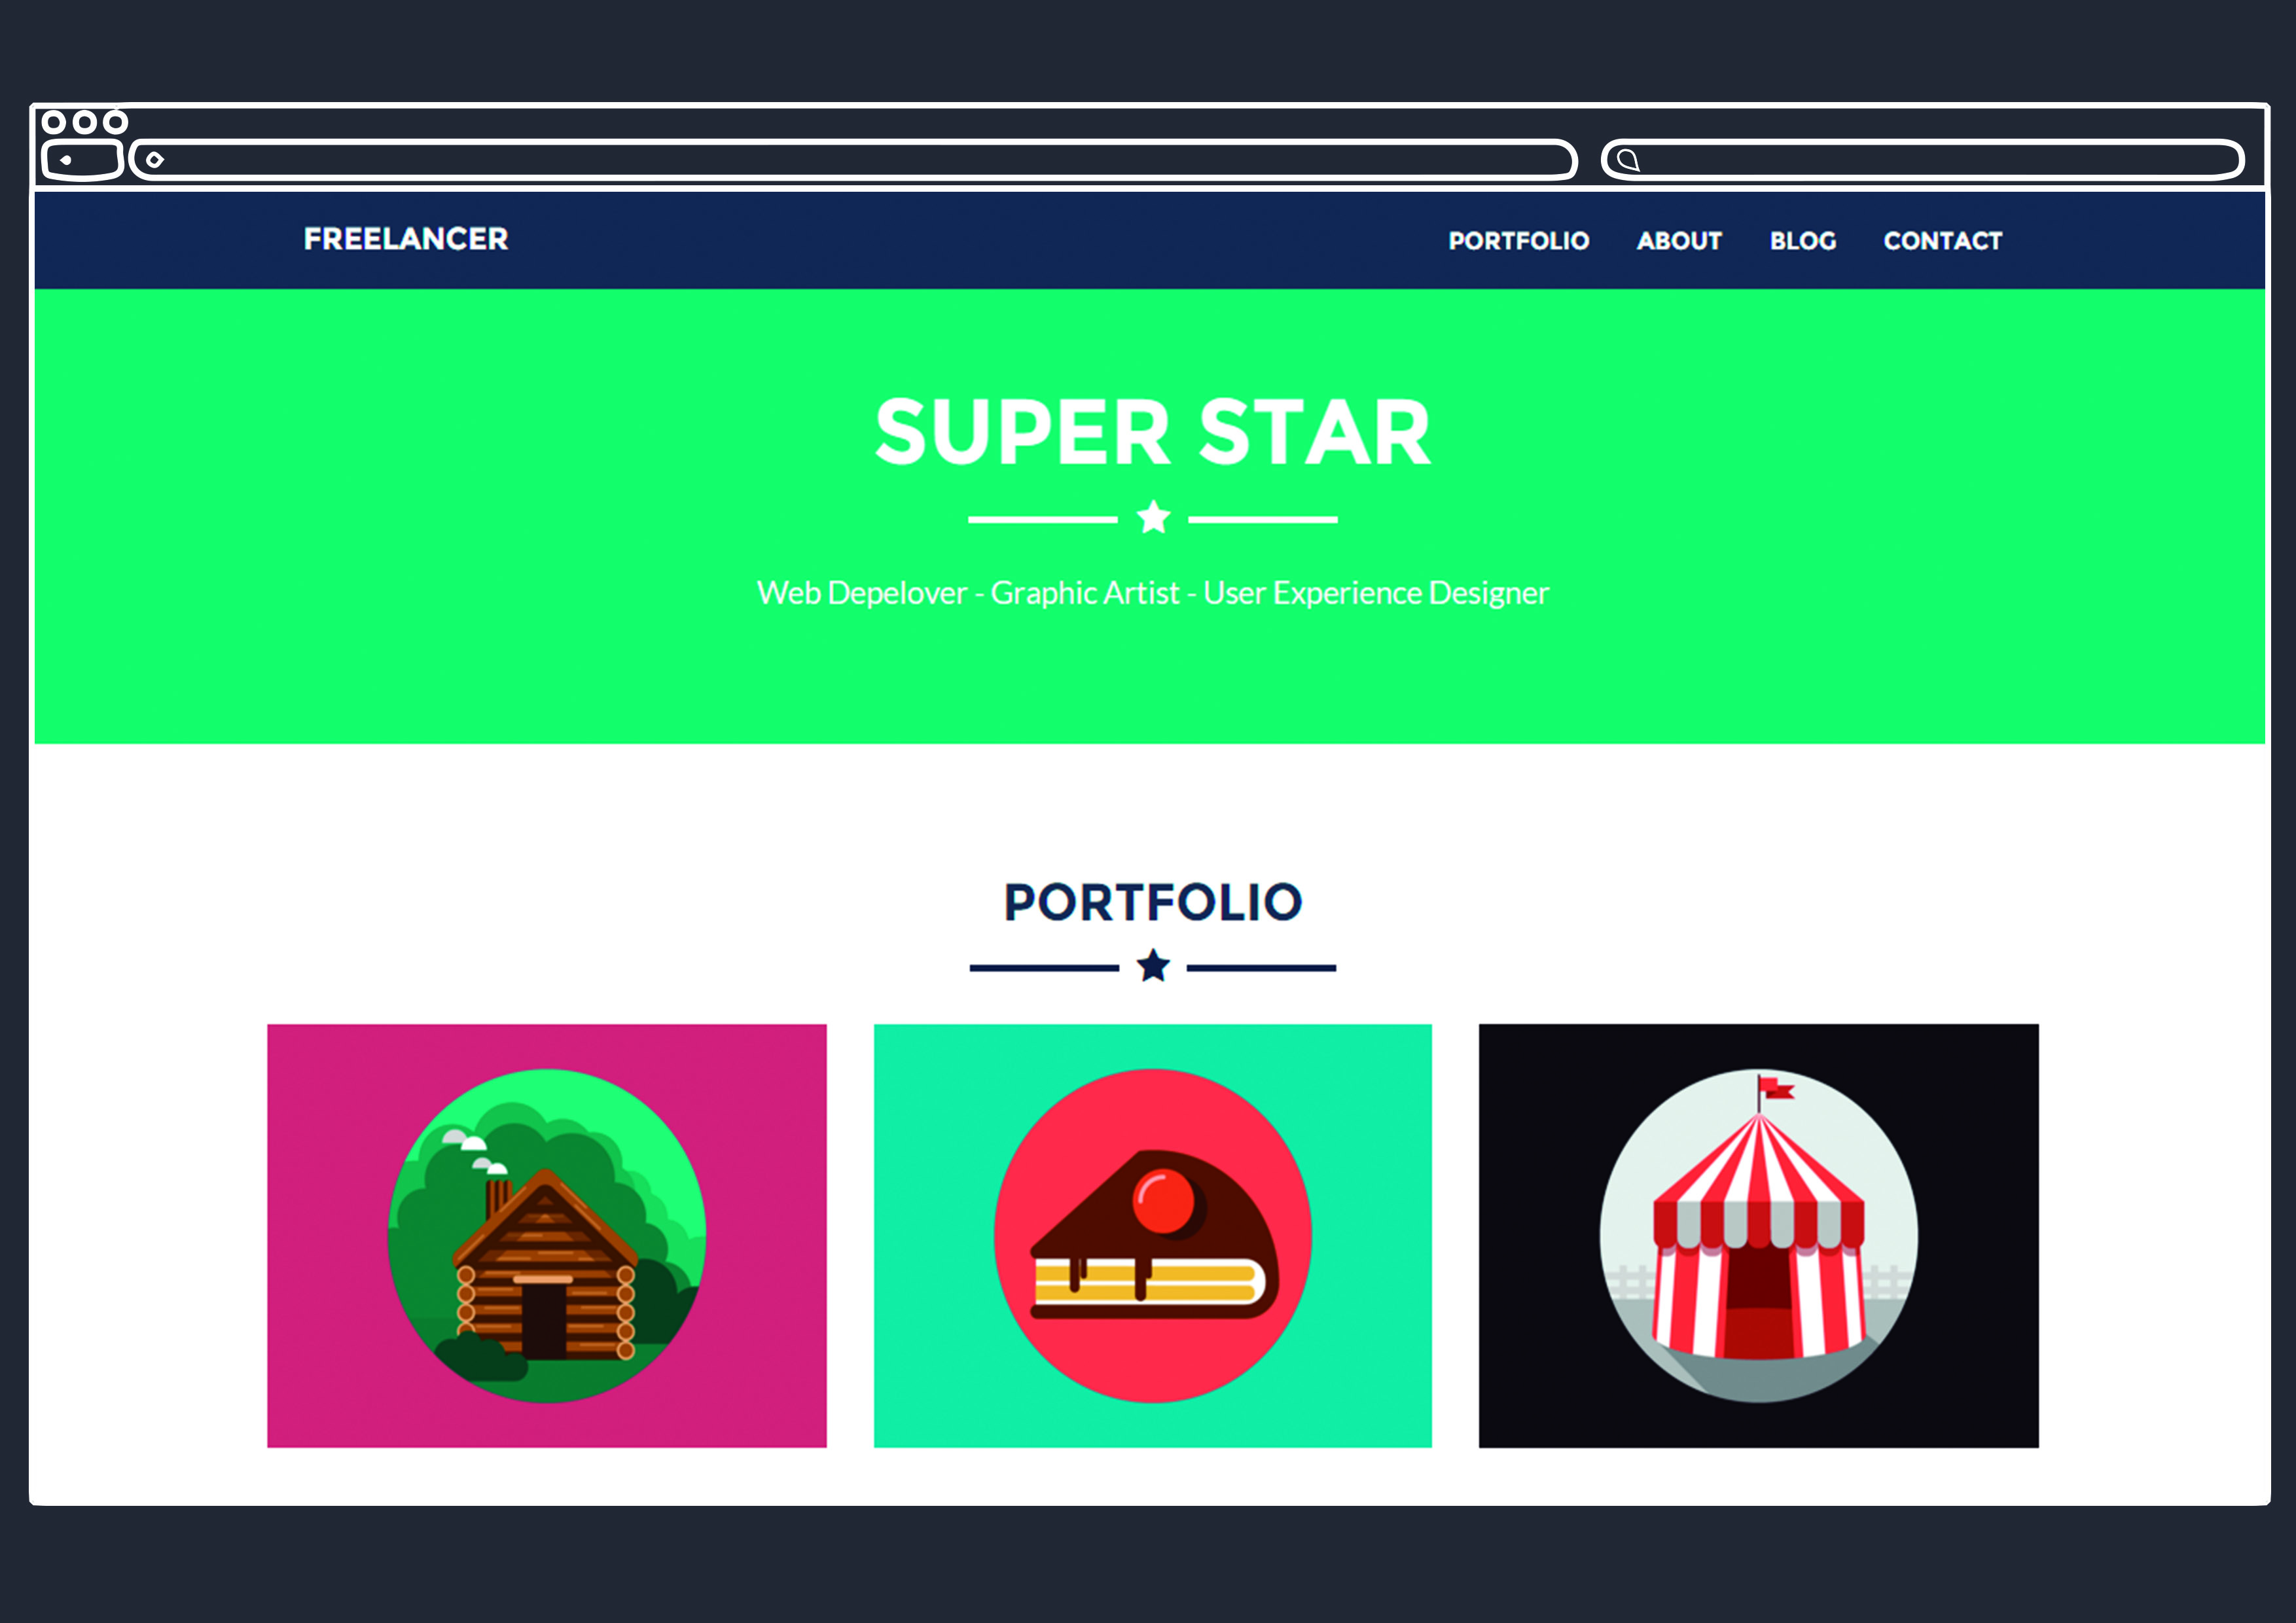 FREELANCER
PORTFOLIO ABOUT BLOG CONTACT
SUPER STAR
Web Depelover - Graphic Artist - User Experience Designer
PORTFOLIO